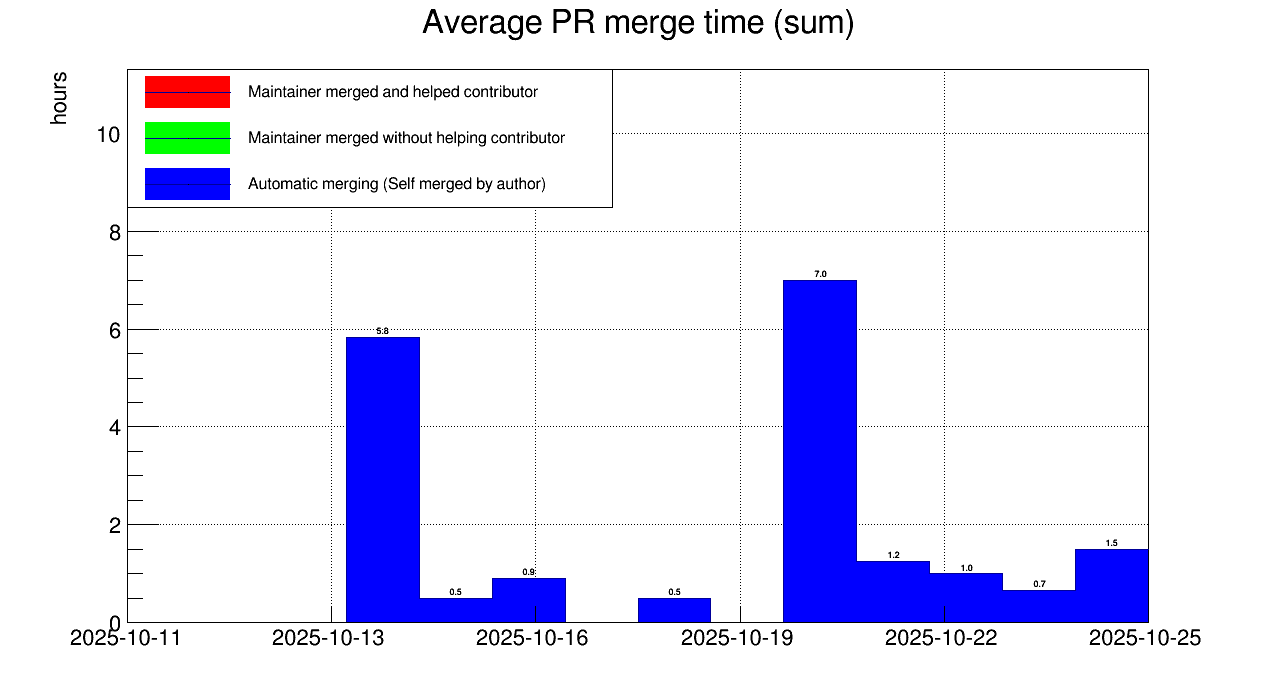 Average PR merge time (sum)
hours
Maintainer merged and helped contributor
Maintainer merged without helping contributor
Automatic merging (Self merged by author)
10
8
6
4
2
0
5.8
0.5
0.9
0.5
7.0
1.2
1.0
0.7
1.5
2025-10-11 2025-10-13 2025-10-16 2025-10-19 2025-10-22 2025-10-25